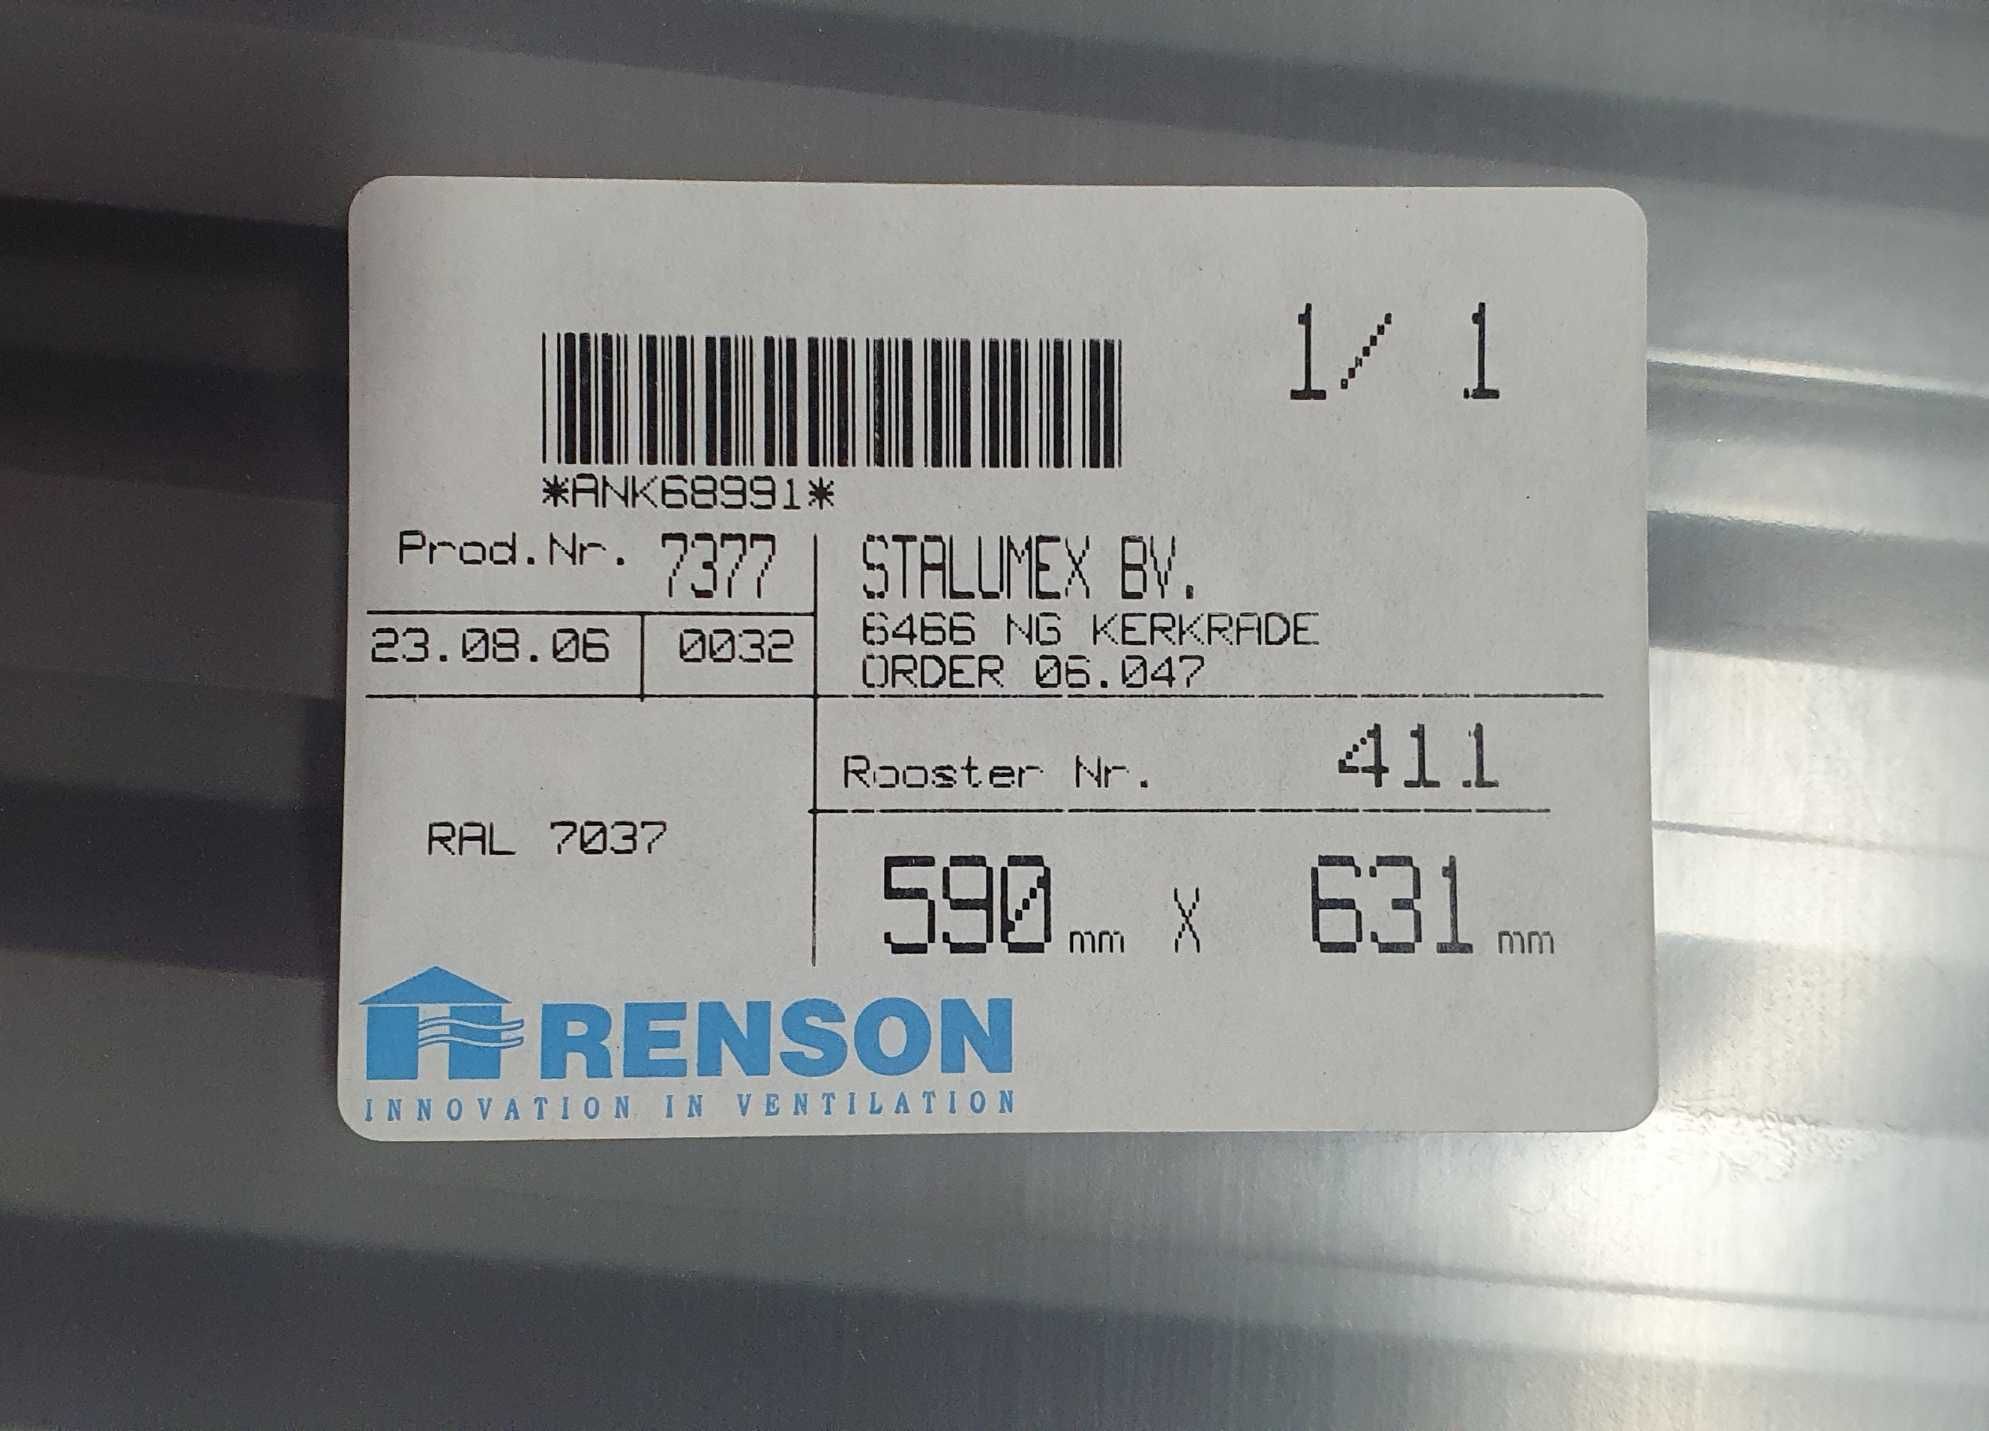 1/ 1
*ANK68991*
Prod.Nr. 7377
23.08.06 0032
STALUMEX BV.
6466 NG KERKRADE
ORDER 06.047
Rooster Nr. 411
RAL 7037
590 mm X 631 mm
RENSON
INNOVATION IN VENTILATION